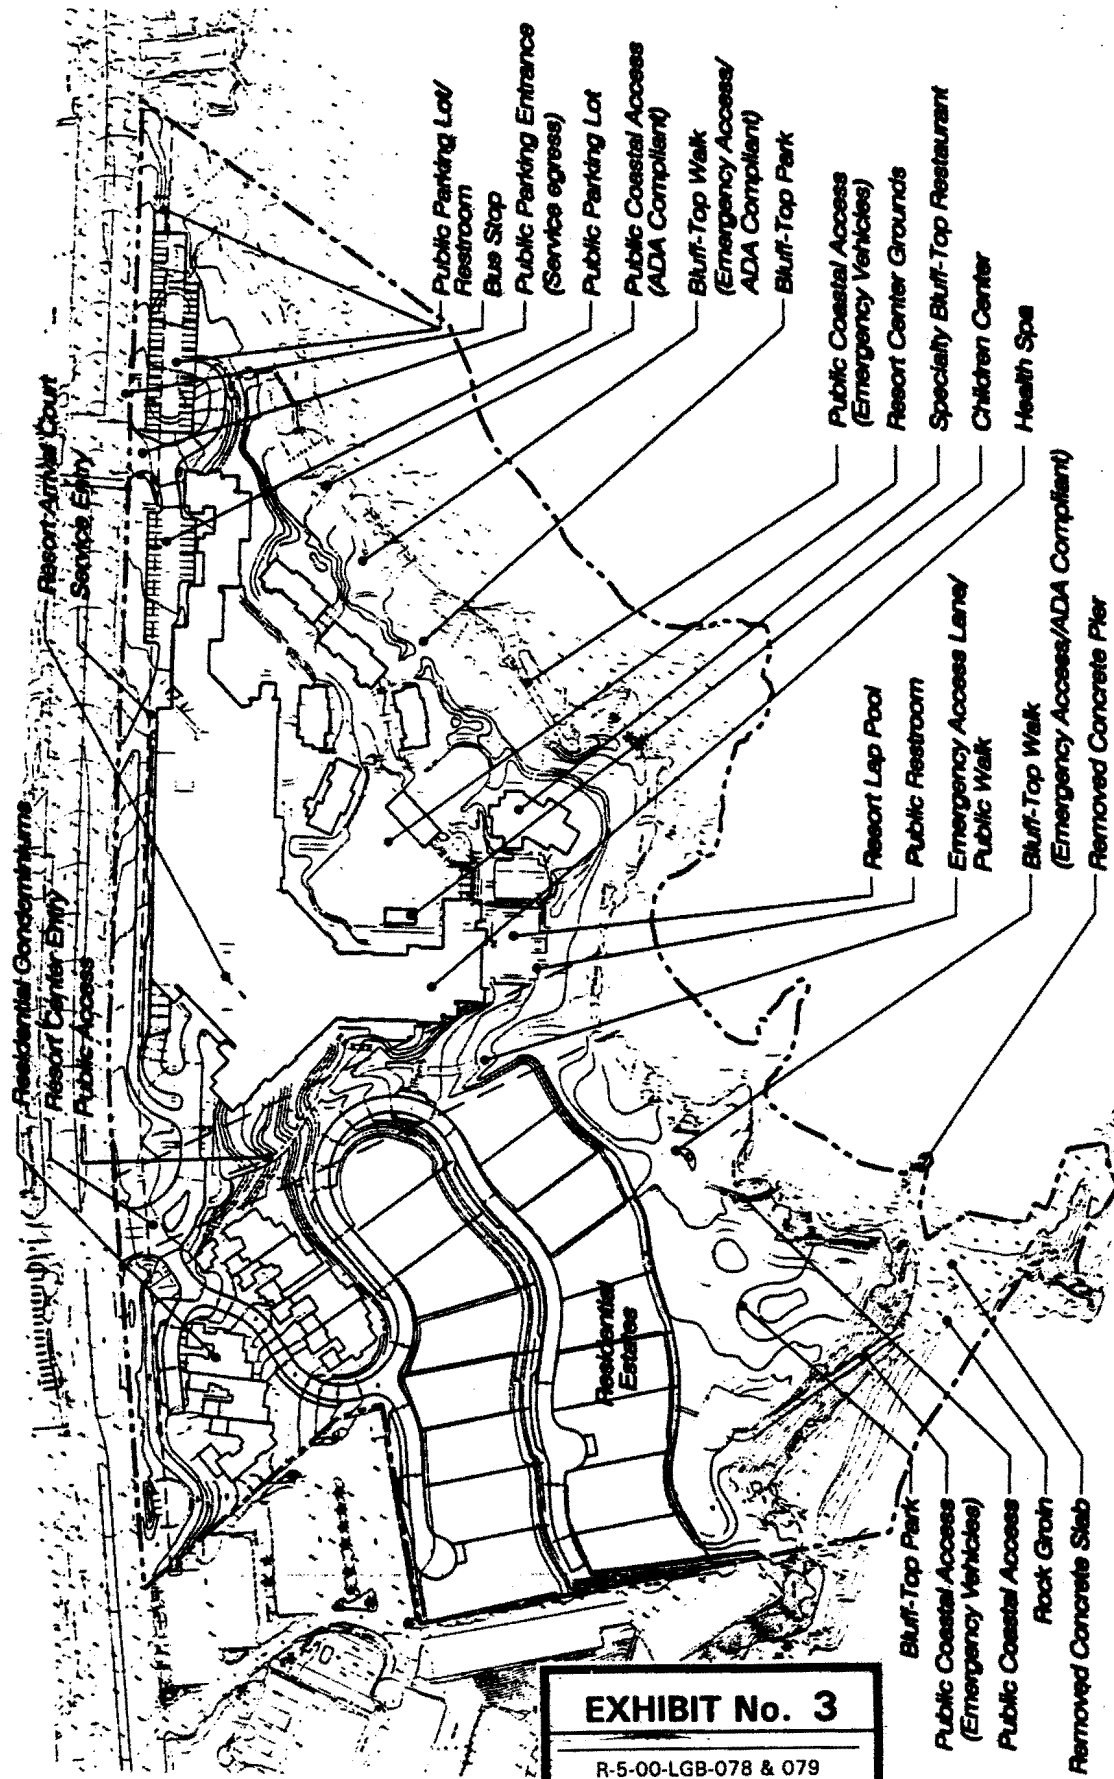 Residential Condominiums
Resort Center Entry
Public Access
Resort Arrival Court
Service Entry
Public Parking Lot/
Restroom
Bus Stop
Public Parking Entrance
(Service egress)
Public Parking Lot
Public Coastal Access
(ADA Compliant)
Bluff-Top Walk
(Emergency Access/
ADA Compliant)
Bluff-Top Park
Public Coastal Access
(Emergency Vehicles)
Resort Center Grounds
Specialty Bluff-Top Restaurant
Children Center
Health Spa
Resort Lap Pool
Public Restroom
Emergency Access Lane/
Public Walk
Bluff-Top Walk
(Emergency Access/ADA Compliant)
Removed Concrete Pier
Residential
Estates
Bluff-Top Park
Public Coastal Access
(Emergency Vehicles)
Public Coastal Access
Rock Groin
Removed Concrete Slab
EXHIBIT No. 3
R-5-00-LGB-078 & 079